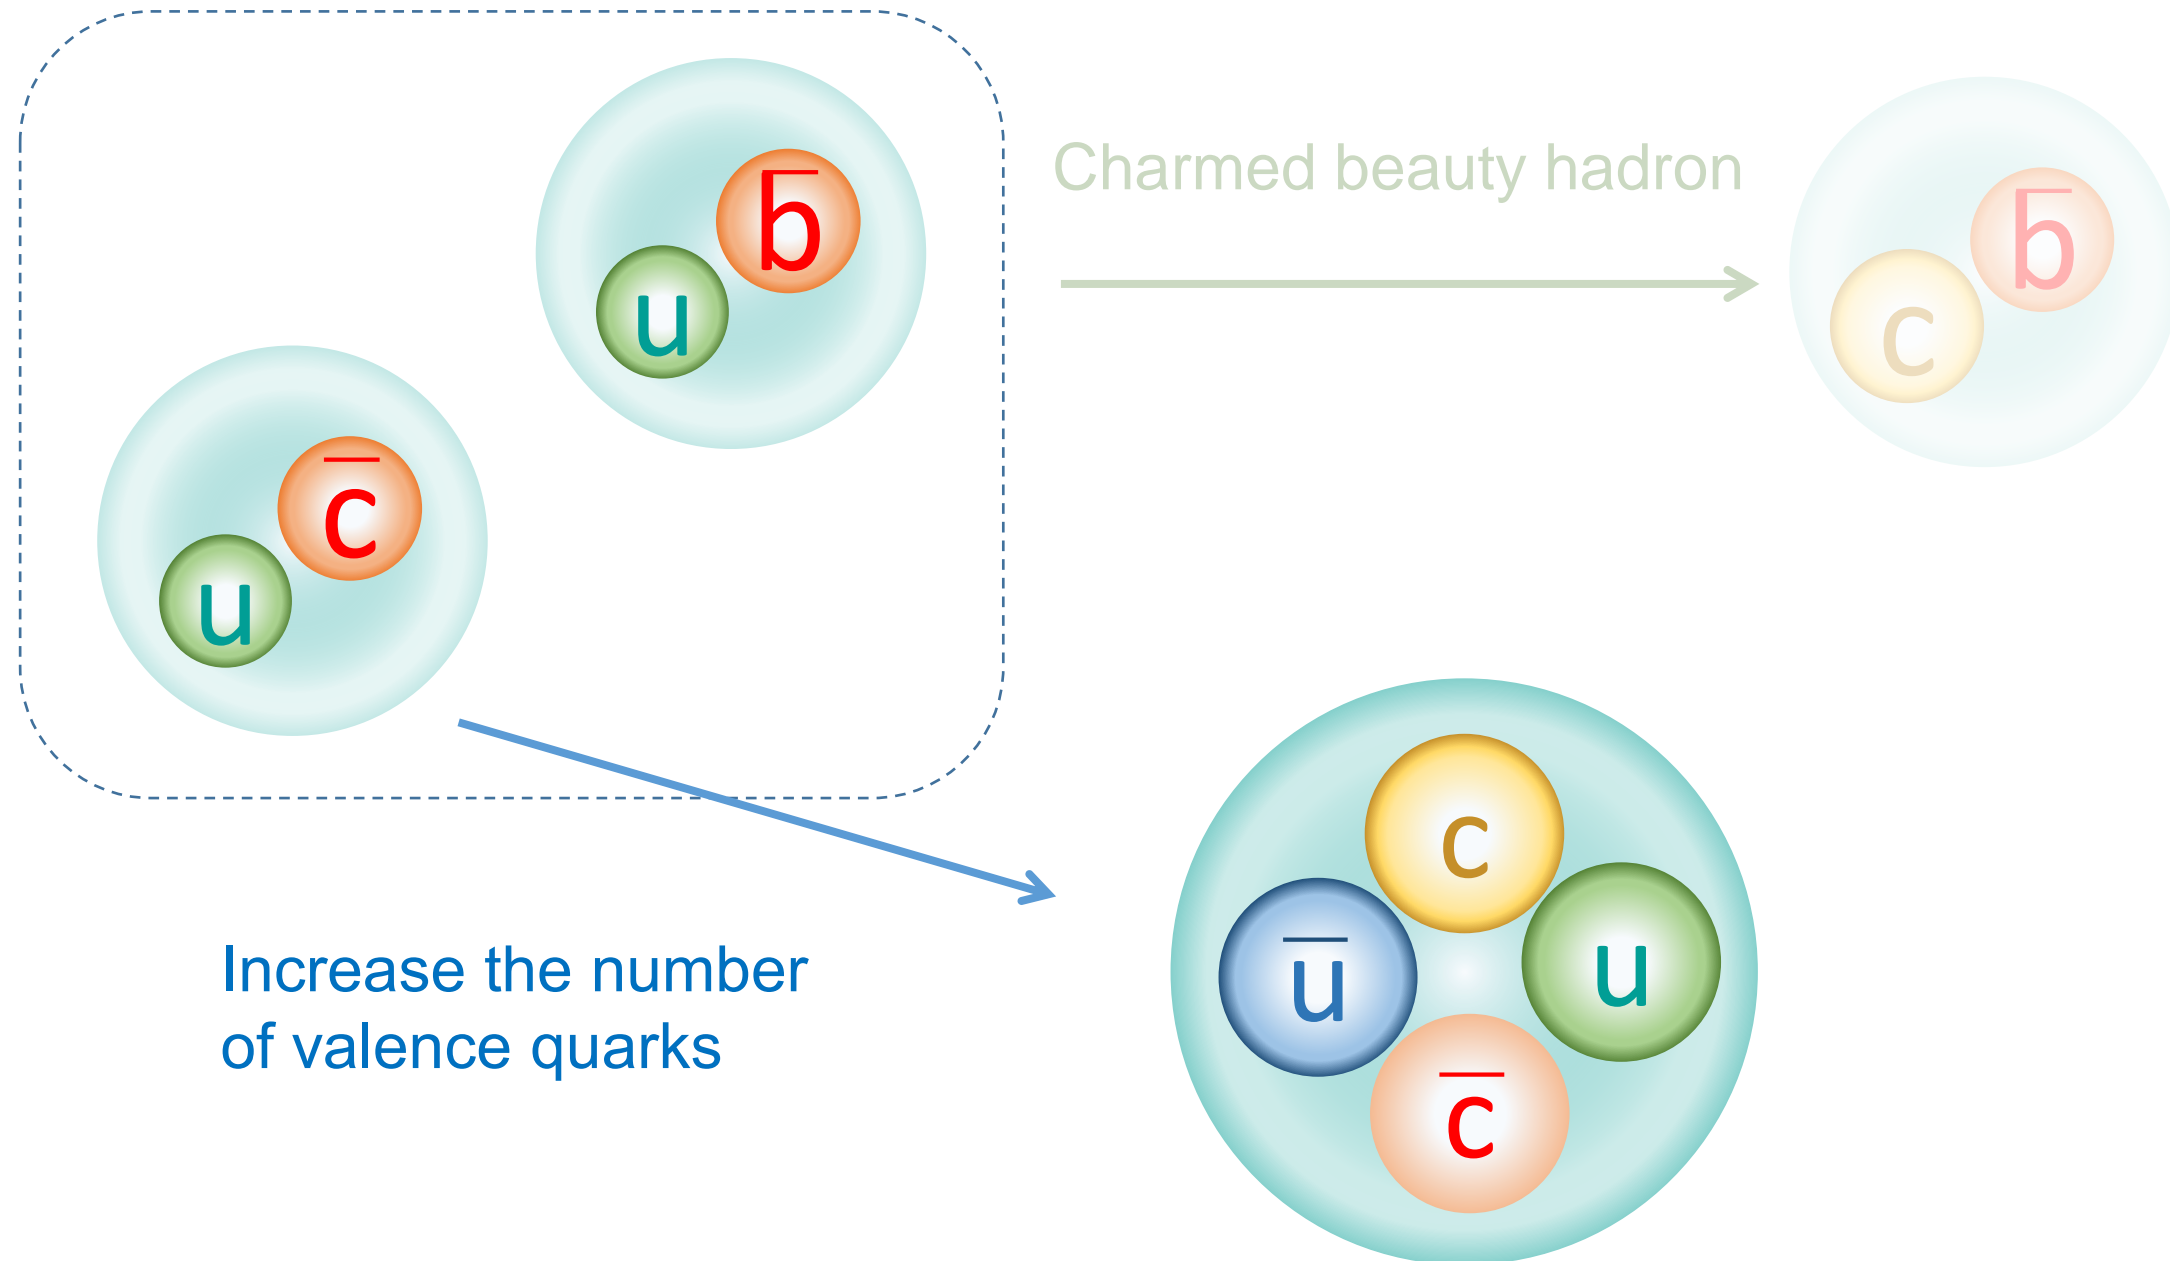 b̅
u
c̅
u
Charmed beauty hadron
b̅
c
Increase the number
of valence quarks
c
u̅
u
c̅